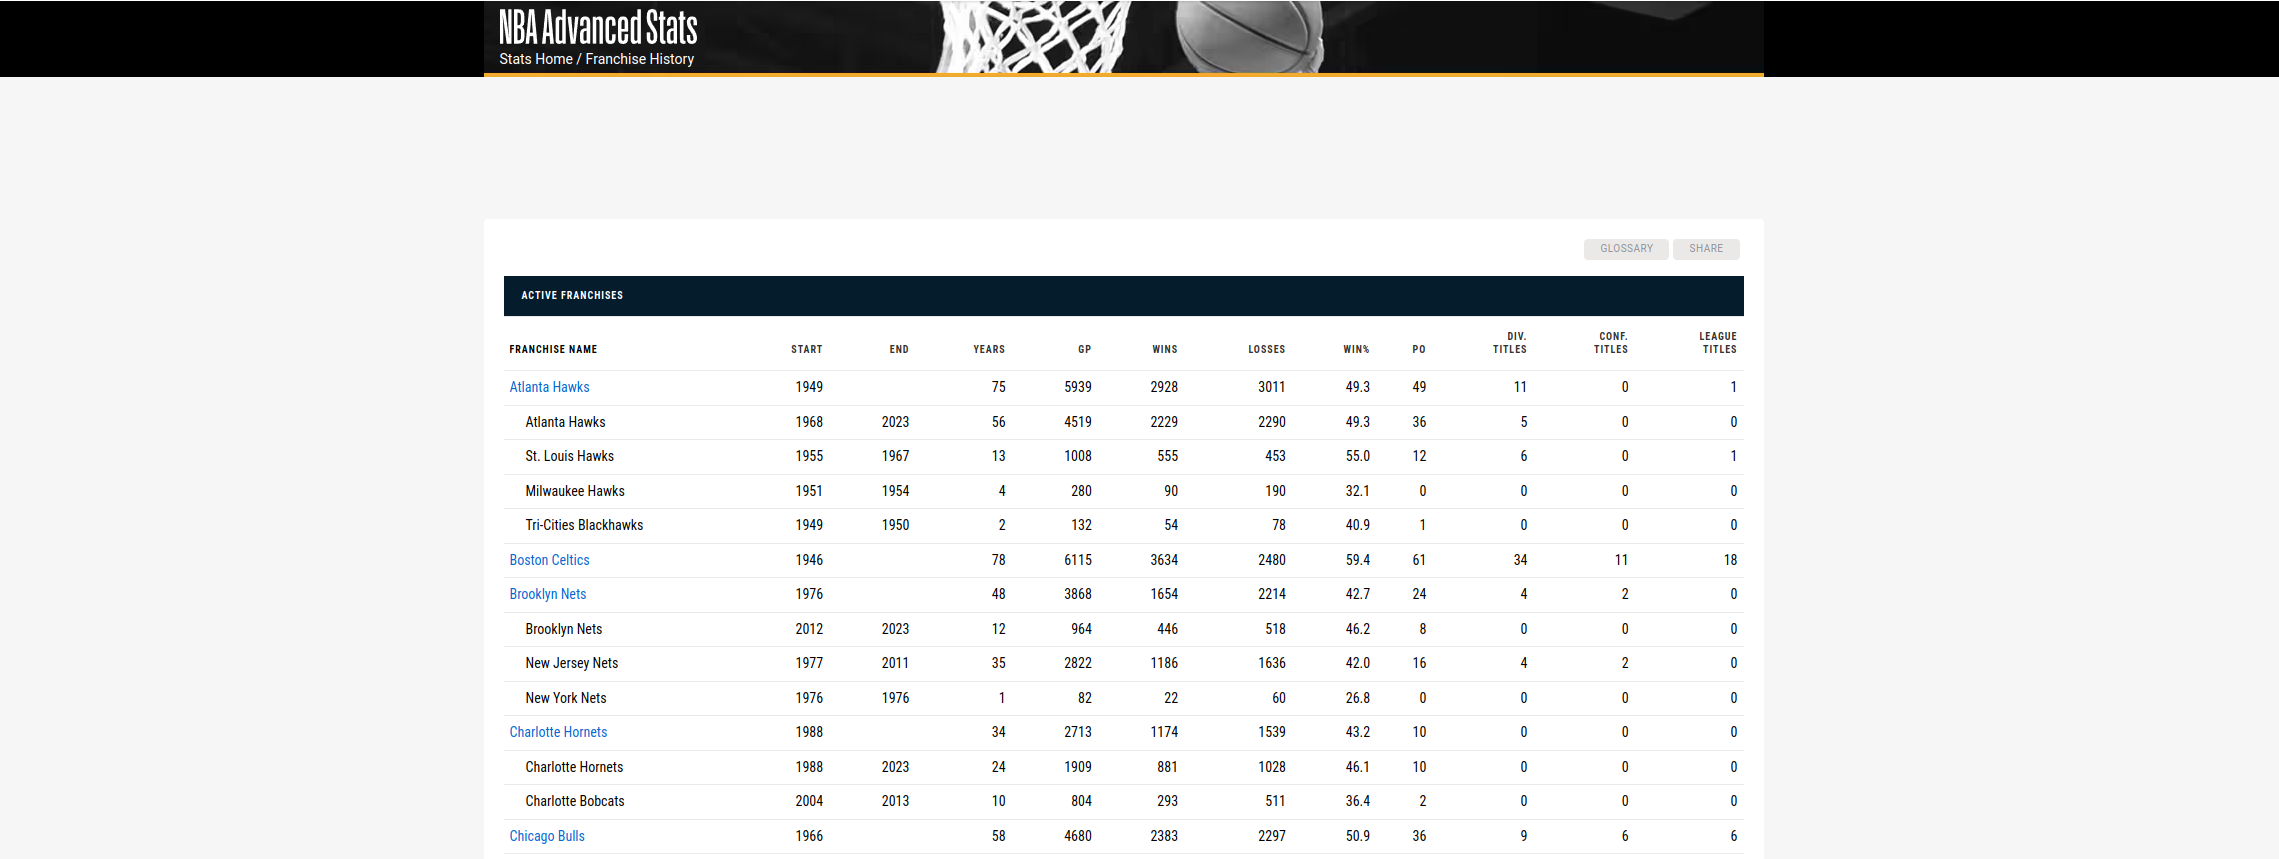 NBA Advanced Stats
Stats Home / Franchise History
GLOSSARY SHARE
ACTIVE FRANCHISES
FRANCHISE NAME START END YEARS GP WINS LOSSES WIN% PO DIV. TITLES CONF. TITLES LEAGUE TITLES
Atlanta Hawks 1949 75 5939 2928 3011 49.3 49 11 0 1
Atlanta Hawks 1968 2023 56 4519 2229 2290 49.3 36 5 0 0
St. Louis Hawks 1955 1967 13 1008 555 453 55.0 12 6 0 1
Milwaukee Hawks 1951 1954 4 280 90 190 32.1 0 0 0 0
Tri-Cities Blackhawks 1949 1950 2 132 54 78 40.9 1 0 0 0
Boston Celtics 1946 78 6115 3634 2480 59.4 61 34 11 18
Brooklyn Nets 1976 48 3868 1654 2214 42.7 24 4 2 0
Brooklyn Nets 2012 2023 12 964 446 518 46.2 8 0 0 0
New Jersey Nets 1977 2011 35 2822 1186 1636 42.0 16 4 2 0
New York Nets 1976 1976 1 82 22 60 26.8 0 0 0 0
Charlotte Hornets 1988 34 2713 1174 1539 43.2 10 0 0 0
Charlotte Hornets 1988 2023 24 1909 881 1028 46.1 10 0 0 0
Charlotte Bobcats 2004 2013 10 804 293 511 36.4 2 0 0 0
Chicago Bulls 1966 58 4680 2383 2297 50.9 36 9 6 6